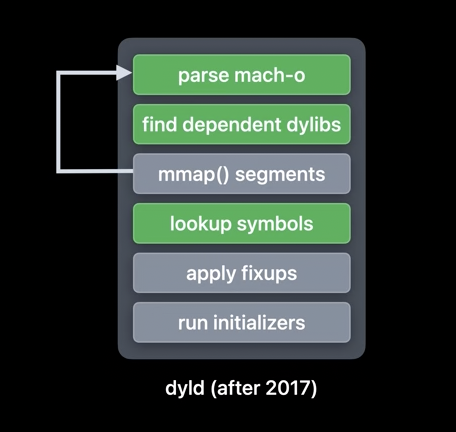 parse mach-o
find dependent dylibs
mmap() segments
lookup symbols
apply fixups
run initializers
dyld (after 2017)